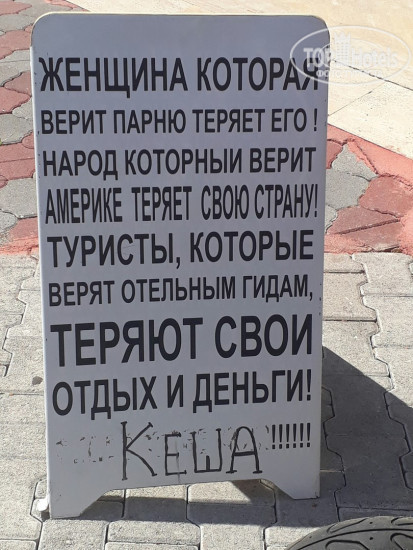 ЖЕНЩИНА КОТОРАЯ
ВЕРИТ ПАРНЮ ТЕРЯЕТ ЕГО !
НАРОД КОТОРНЫИ ВЕРИТ
АМЕРИКЕ ТЕРЯЕТ СВОЮ СТРАНУ!
ТУРИСТЫ, КОТОРЫЕ
ВЕРЯТ ОТЕЛЬНЫМ ГИДАМ,
ТЕРЯЮТ СВОИ
ОТДЫХ И ДЕНЬГИ!
КЕША !!!!!!